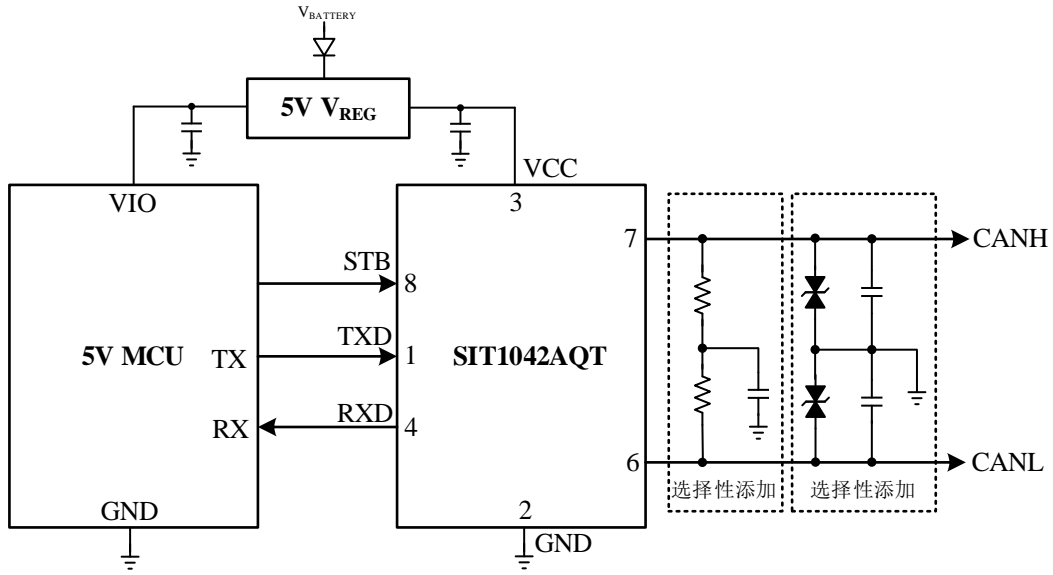 VBATTERY
5V VREG
VCC
VIO
3
7
CANH
STB
8
5V MCU
TX
TXD
1
SIT1042AQT
RX
RXD
4
6
CANL
选择性添加
选择性添加
GND
2
GND